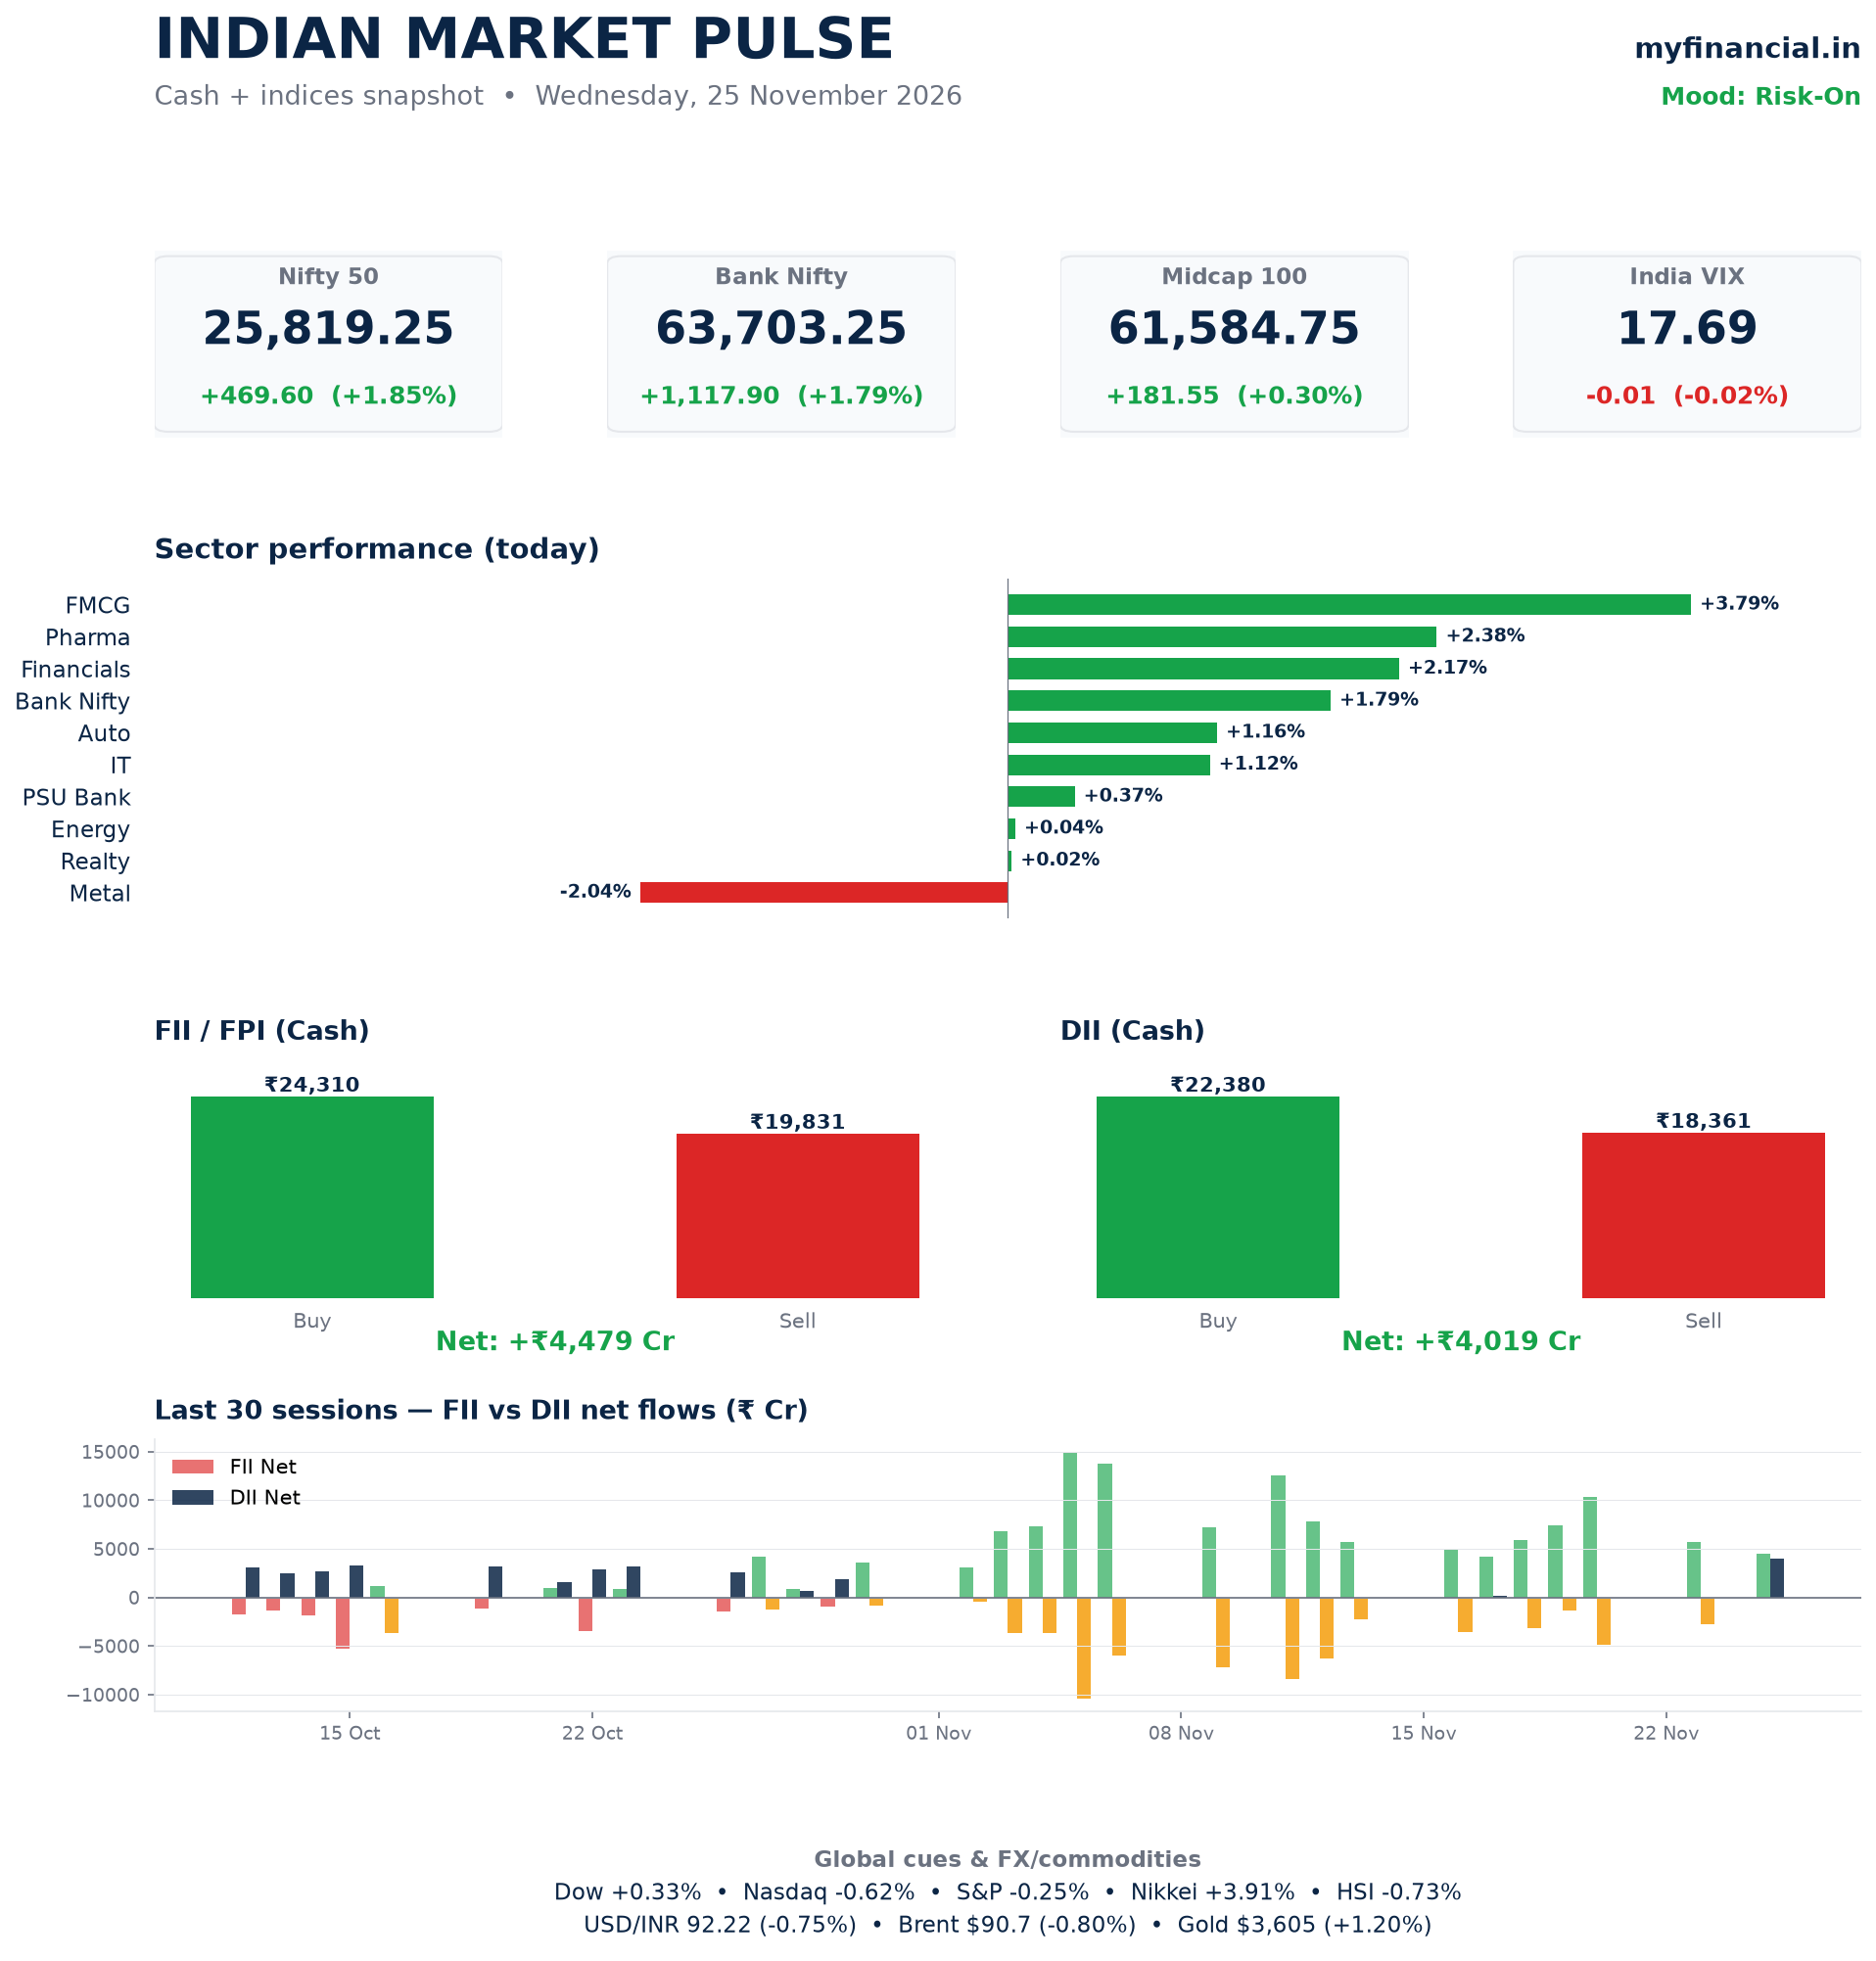 INDIAN MARKET PULSE
myfinancial.in
Cash + indices snapshot • Wednesday, 25 November 2026
Mood: Risk-On
Nifty 50
25,819.25
+469.60 (+1.85%)
Bank Nifty
63,703.25
+1,117.90 (+1.79%)
Midcap 100
61,584.75
+181.55 (+0.30%)
India VIX
17.69
-0.01 (-0.02%)
Sector performance (today)
FMCG +3.79%
Pharma +2.38%
Financials +2.17%
Bank Nifty +1.79%
Auto +1.16%
IT +1.12%
PSU Bank +0.37%
Energy +0.04%
Realty +0.02%
Metal -2.04%
FII / FPI (Cash)
₹24,310
₹19,831
Buy
Sell
Net: +₹4,479 Cr
DII (Cash)
₹22,380
₹18,361
Buy
Sell
Net: +₹4,019 Cr
Last 30 sessions — FII vs DII net flows (₹ Cr)
FII Net
DII Net
15000
10000
5000
0
−5000
−10000
15 Oct
22 Oct
01 Nov
08 Nov
15 Nov
22 Nov
Global cues & FX/commodities
Dow +0.33% • Nasdaq -0.62% • S&P -0.25% • Nikkei +3.91% • HSI -0.73%
USD/INR 92.22 (-0.75%) • Brent $90.7 (-0.80%) • Gold $3,605 (+1.20%)